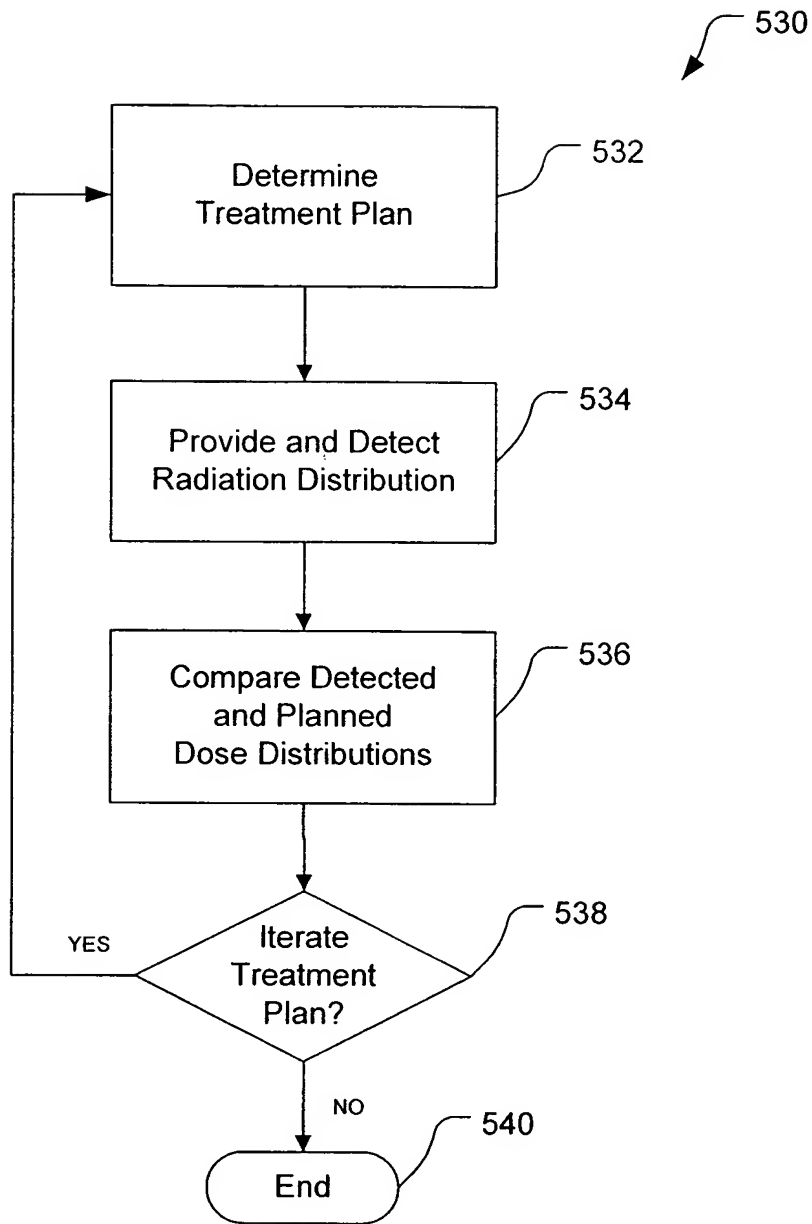 530
Determine
Treatment Plan
532
Provide and Detect
Radiation Distribution
534
Compare Detected
and Planned
Dose Distributions
536
YES
Iterate
Treatment
Plan?
538
NO
End
540